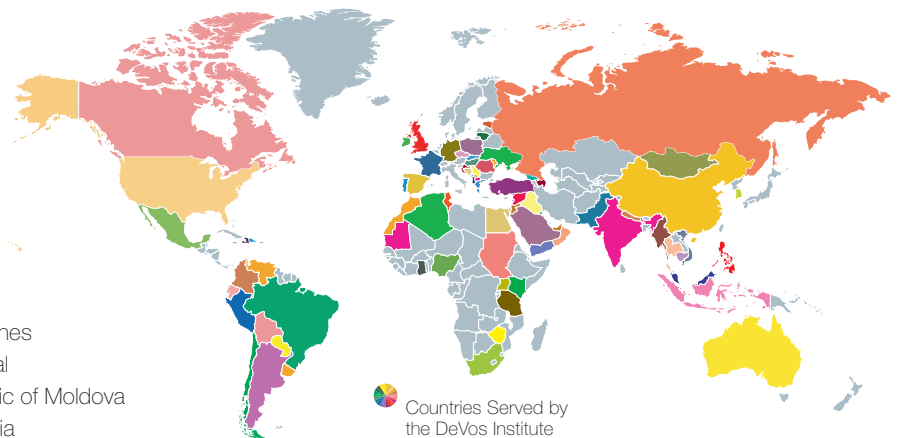 nes
al
ic of Moldova
ia
Countries Served by
the DeVos Institute